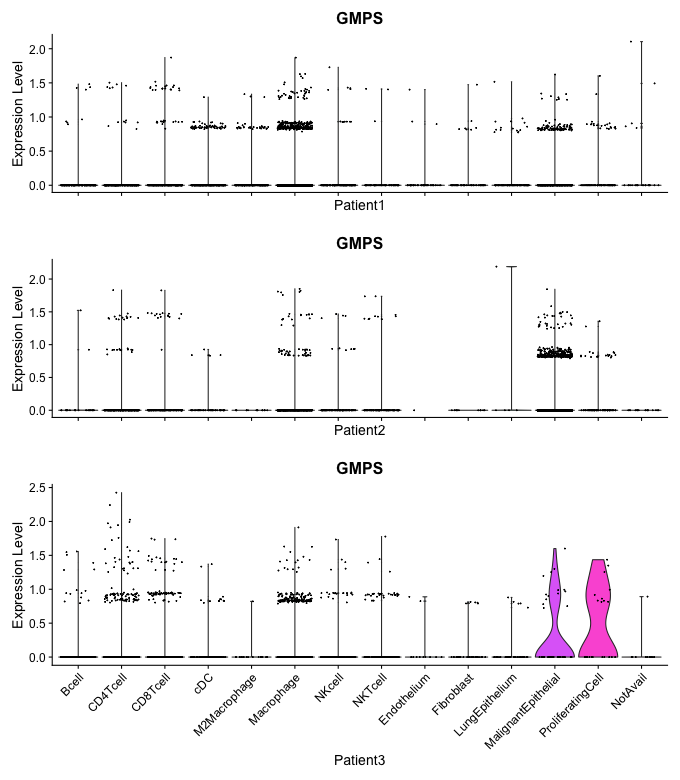 GMPS
Expression Level
2.0
1.5
1.0
0.5
0.0
Patient1
GMPS
Expression Level
2.0
1.5
1.0
0.5
0.0
Patient2
GMPS
Expression Level
2.5
2.0
1.5
1.0
0.5
0.0
Bcell
CD4Tcell
CD8Tcell
cDC
M2Macrophage
Macrophage
NKcell
NKTcell
Endothelium
Fibroblast
LungEpithelium
MalignantEpithelial
ProliferatingCell
NotAvail
Patient3